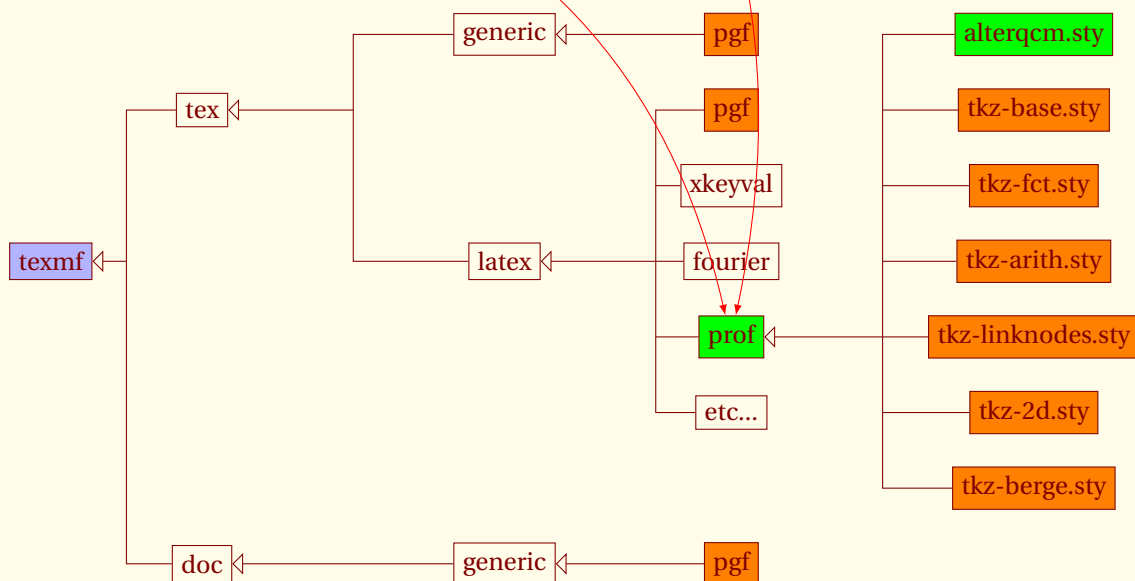 generic
pgf
alterqcm.sty
tex
pgf
tkz-base.sty
xkeyval
tkz-fct.sty
texmf
latex
fourier
tkz-arith.sty
prof
tkz-linknodes.sty
etc...
tkz-2d.sty
tkz-berge.sty
doc
generic
pgf